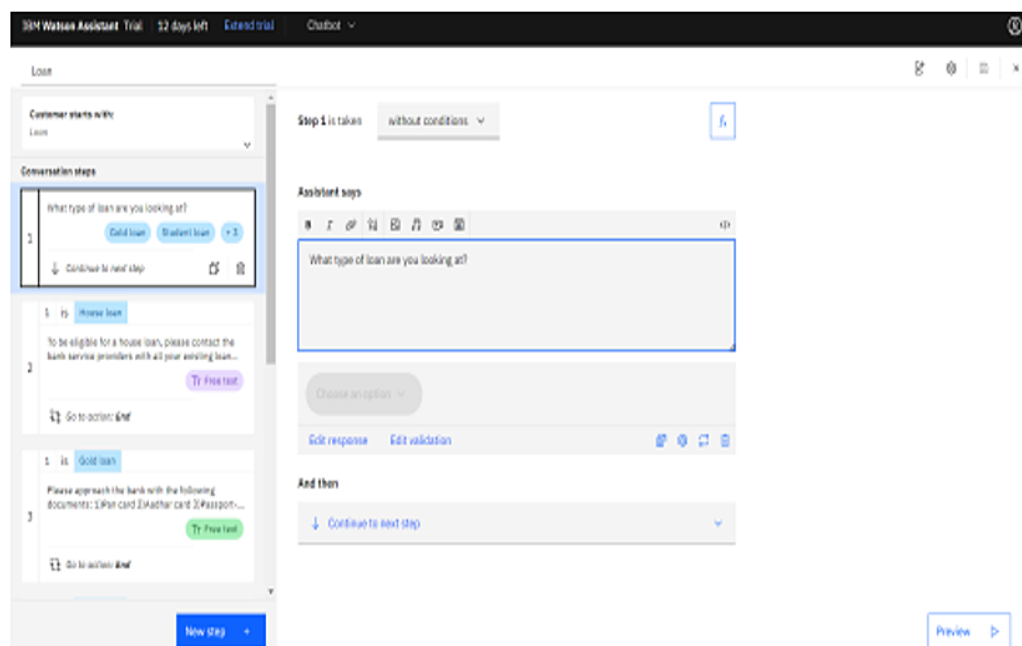 IBM Watson Assistant Trial 12 days left Extend trial Chatbot
Loan
Customer starts with:
Loan
Conversation steps
1
What type of loan are you looking at?
Gold loan Student loan + 3
Continue to next step
2
1 is House loan
To be eligible for a house loan, please contact the
bank service providers with all your existing loan...
Tr Free text
Go to action: End
3
1 is Gold loan
Please approach the bank with the following
documents: 1)Pan card 2)Aadhar card 3)Passport-...
Tr Free text
Go to action: End
New step +
Step 1 is taken without conditions
fx
Assistant says
B I
What type of loan are you looking at?
Choose an option
Edit response Edit validation
And then
Continue to next step
Preview